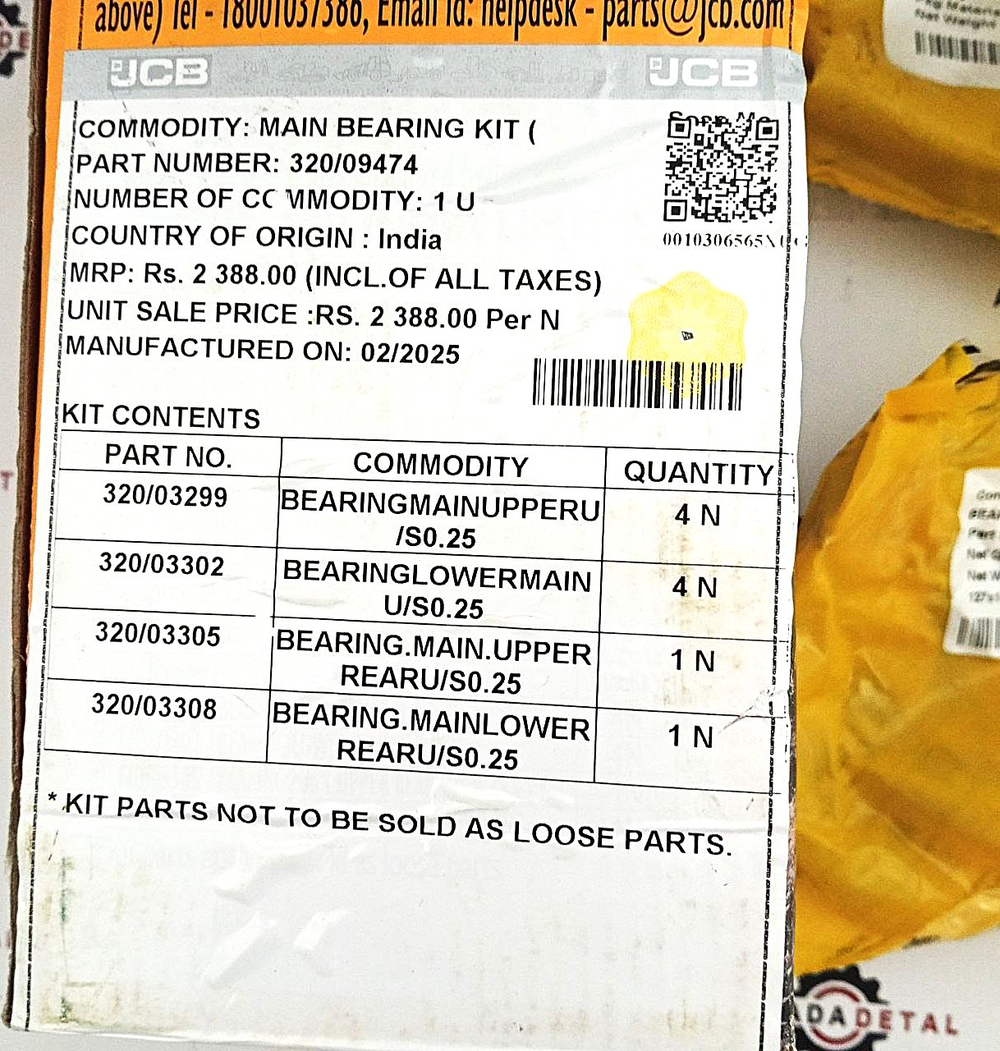 above) Tel - 18001037386, Email Id: helpdesk - parts@jcb.com
JCB JCB
COMMODITY: MAIN BEARING KIT (
PART NUMBER: 320/09474
NUMBER OF CC MMODITY: 1 U
COUNTRY OF ORIGIN : India
0010306565
MRP: Rs. 2 388.00 (INCL.OF ALL TAXES)
UNIT SALE PRICE :RS. 2 388.00 Per N
MANUFACTURED ON: 02/2025
KIT CONTENTS
PART NO. COMMODITY QUANTITY
320/03299 BEARINGMAINUPPERU 4 N
/S0.25
320/03302 BEARINGLOWERMAIN 4 N
U/S0.25
320/03305 BEARING.MAIN.UPPER 1 N
REARU/S0.25
320/03308 BEARING.MAINLOWER 1 N
REARU/S0.25
* KIT PARTS NOT TO BE SOLD AS LOOSE PARTS.
Net Weight
Net W
DADETAL